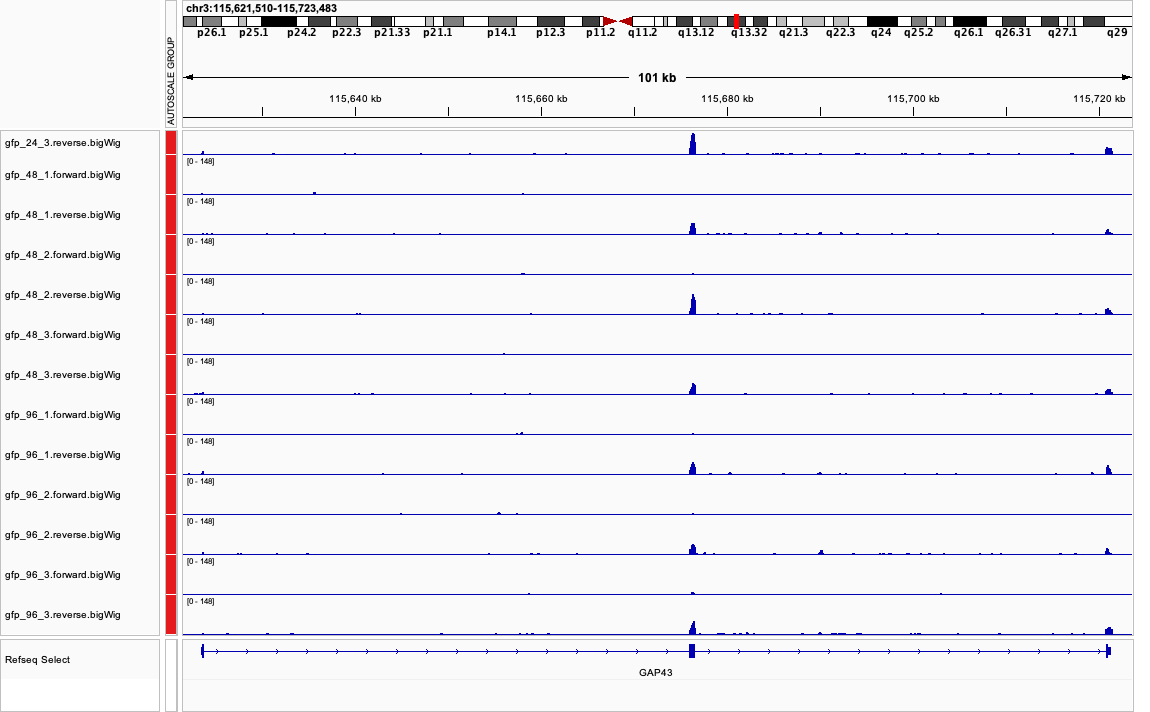 chr3:115,621,510-115,723,483
p26.1 p25.1 p24.2 p22.3 p21.33 p21.1 p14.1 p12.3 p11.2 q11.2 q13.12 q13.32 q21.3 q22.3 q24 q25.2 q26.1 q26.31 q27.1 q29
AUTOSCALE GROUP
101 kb
115,640 kb 115,660 kb 115,680 kb 115,700 kb 115,720 kb
gfp_24_3.reverse.bigWig
[0 - 148]
gfp_48_1.forward.bigWig
[0 - 148]
gfp_48_1.reverse.bigWig
[0 - 148]
gfp_48_2.forward.bigWig
[0 - 148]
gfp_48_2.reverse.bigWig
[0 - 148]
gfp_48_3.forward.bigWig
[0 - 148]
gfp_48_3.reverse.bigWig
[0 - 148]
gfp_96_1.forward.bigWig
[0 - 148]
gfp_96_1.reverse.bigWig
[0 - 148]
gfp_96_2.forward.bigWig
[0 - 148]
gfp_96_2.reverse.bigWig
[0 - 148]
gfp_96_3.forward.bigWig
[0 - 148]
gfp_96_3.reverse.bigWig
Refseq Select
GAP43